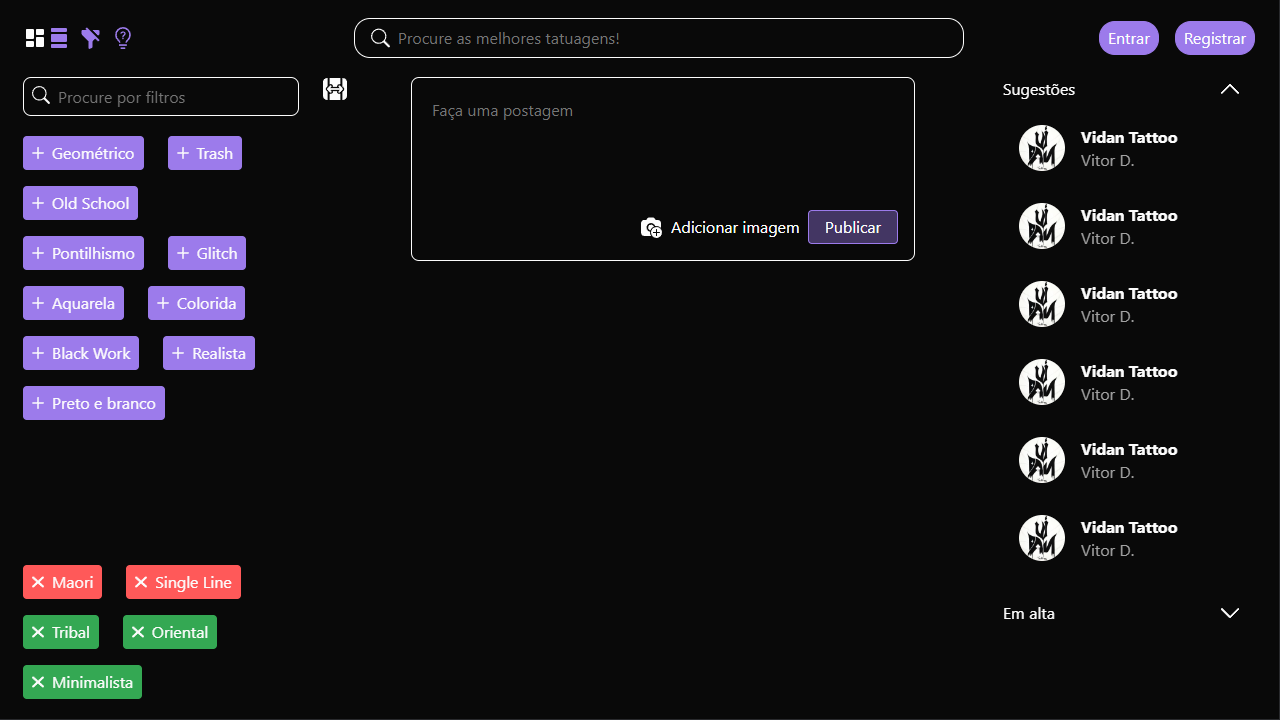 Procure as melhores tatuagens!
Entrar
Registrar
Procure por filtros
Geométrico
Trash
Old School
Pontilhismo
Glitch
Aquarela
Colorida
Black Work
Realista
Preto e branco
Maori
Single Line
Tribal
Oriental
Minimalista
Faça uma postagem
Adicionar imagem
Publicar
Sugestões
Vidan Tattoo
Vitor D.
Vidan Tattoo
Vitor D.
Vidan Tattoo
Vitor D.
Vidan Tattoo
Vitor D.
Vidan Tattoo
Vitor D.
Vidan Tattoo
Vitor D.
Em alta